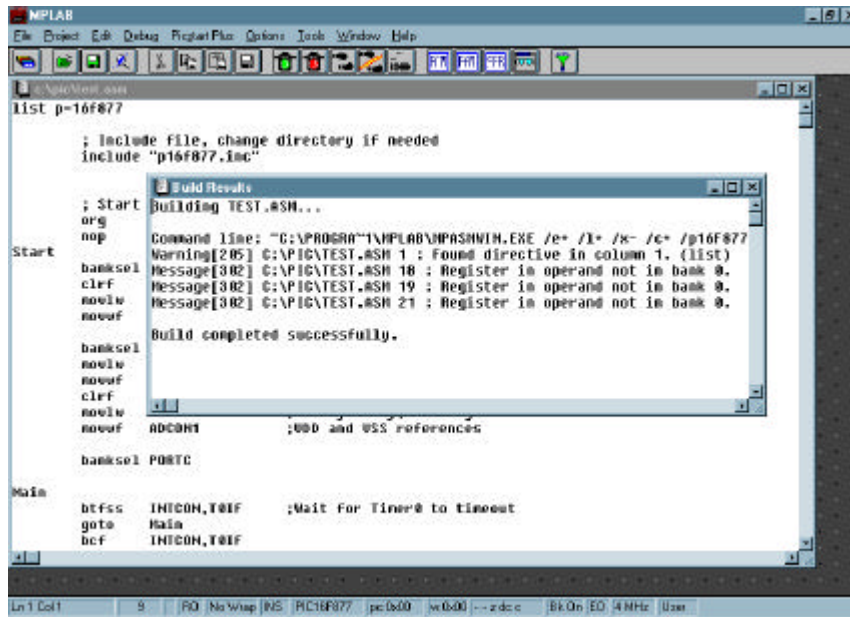 MPLAB
File Project Edit Debug Picstart Plus Options Tools Window Help
c:\pic\test.asm
list p=16f877
; Include file, change directory if needed
include "p16f877.inc"
; Start
org
nop
Start
banksel
clrf
movlw
movwf
banksel
movlw
movwf
clrf
movlw
movwf ADCON1 ;VDD and VSS references
banksel PORTC
Main
btfss INTCON,T0IF ;Wait for Timer0 to timeout
goto Main
bcf INTCON,T0IF
Build Results
Building TEST.ASM...
Command line: "C:\PROGRA~1\MPLAB\MPASMWIN.EXE /e+ /l+ /x- /c+ /p16F877
Warning[205] C:\PIC\TEST.ASM 1 : Found directive in column 1. (list)
Message[302] C:\PIC\TEST.ASM 18 : Register in operand not in bank 0.
Message[302] C:\PIC\TEST.ASM 19 : Register in operand not in bank 0.
Message[302] C:\PIC\TEST.ASM 21 : Register in operand not in bank 0.
Build completed successfully.
Ln 1 Col 1 9 RO No Wrap INS PIC16F877 pc:0x00 w:0x00 -- z dc c Bk On EO 4 MHz User